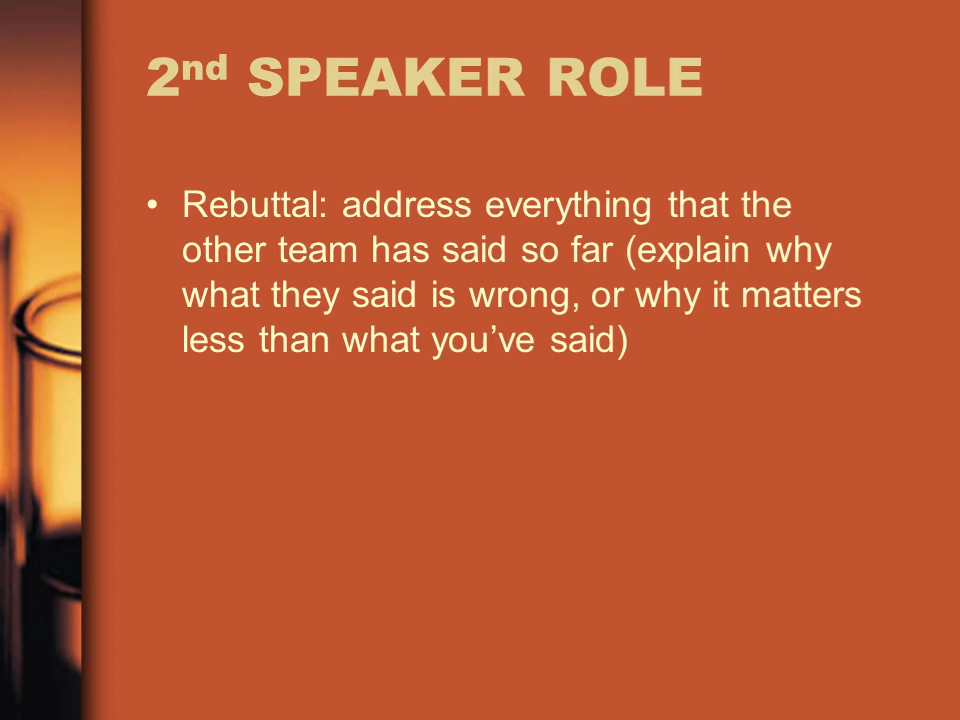 2nd SPEAKER ROLE
• Rebuttal: address everything that the
other team has said so far (explain why
what they said is wrong, or why it matters
less than what you’ve said)